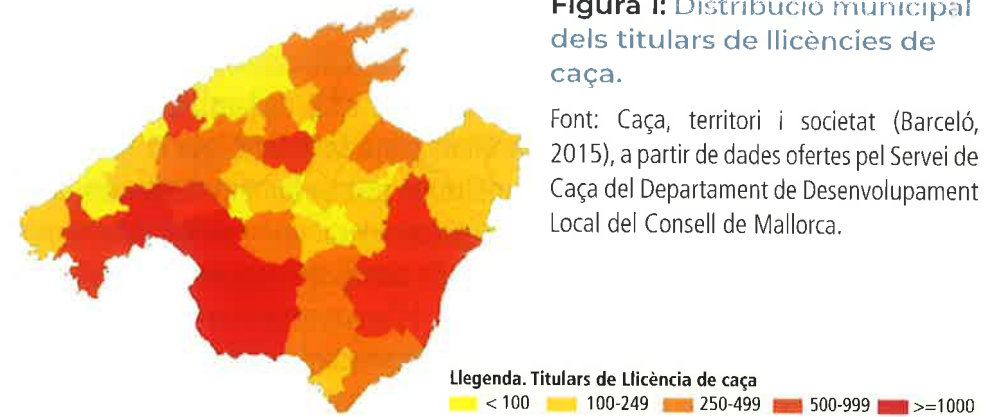 Figura 1: Distribució municipal
dels titulars de llicències de
caça.
Font: Caça, territori i societat (Barceló,
2015), a partir de dades ofertes pel Servei de
Caça del Departament de Desenvolupament
Local del Consell de Mallorca.
Llegenda. Titulars de Llicència de caça
< 100 100-249 250-499 500-999 >=1000